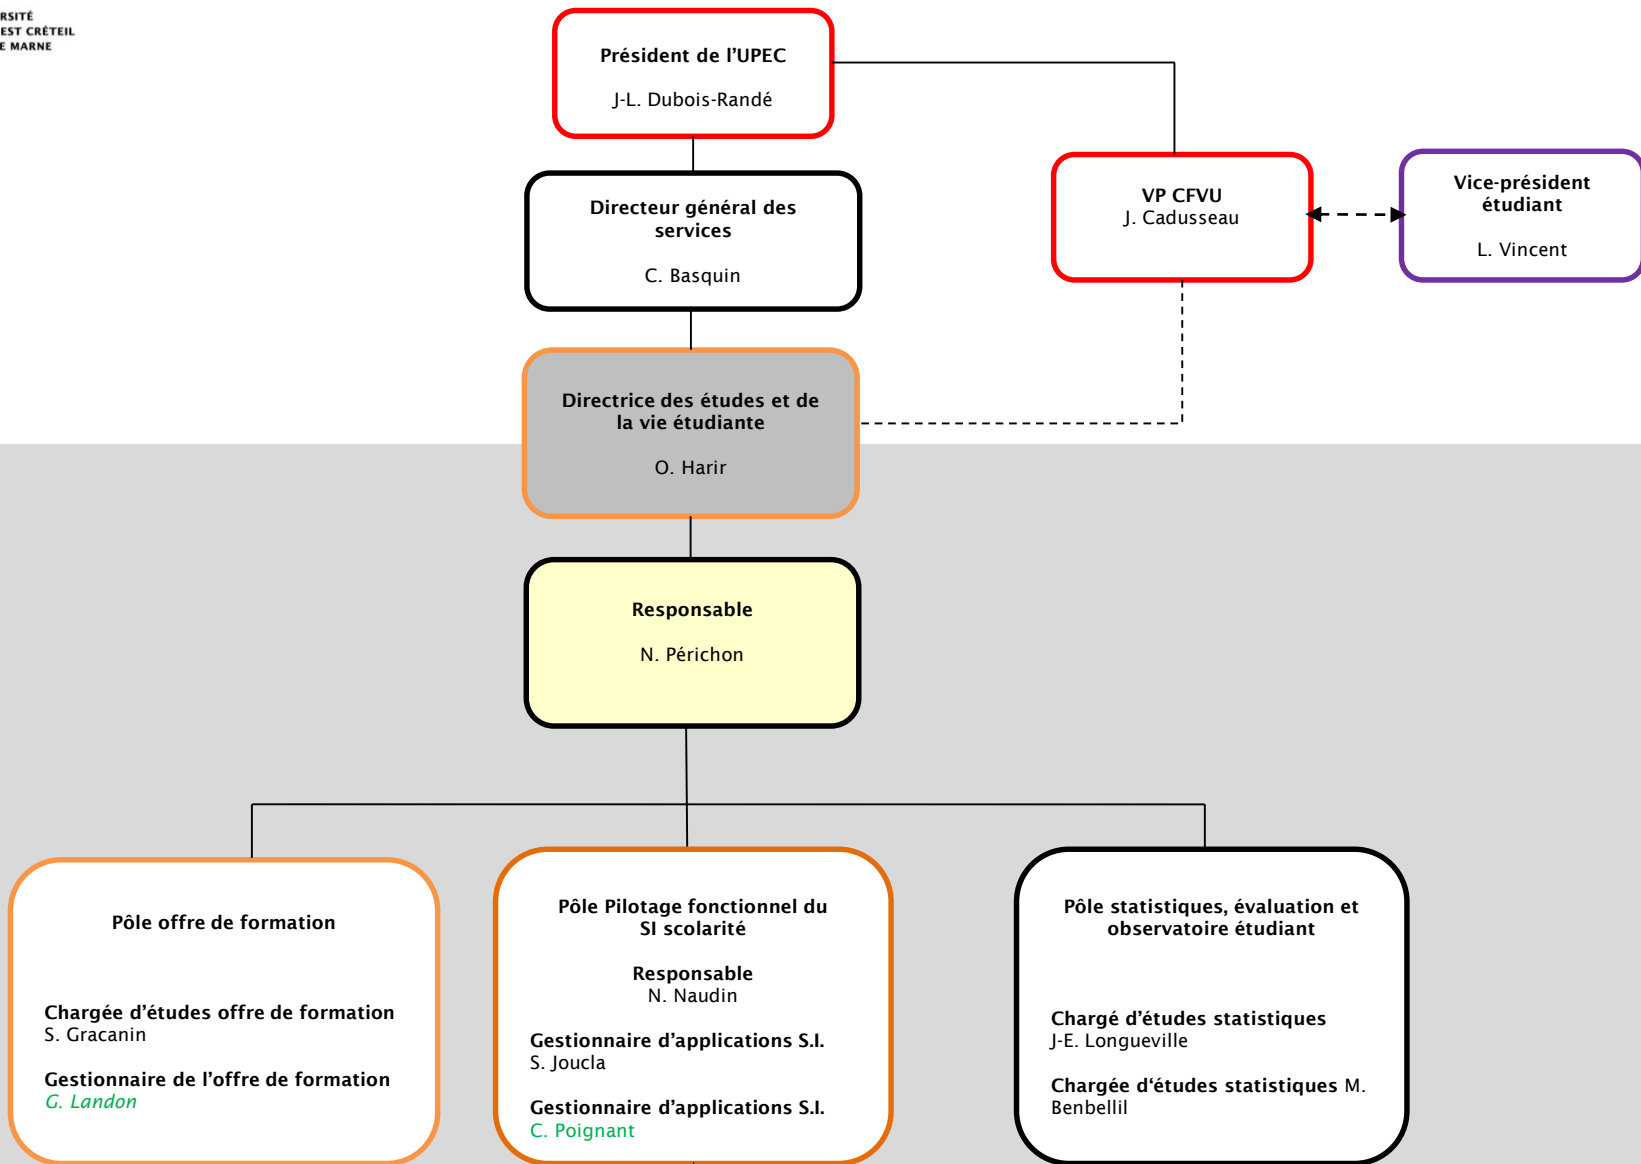 RSITÉ
EST CRÉTEIL
E MARNE
Président de l’UPEC
J-L. Dubois-Randé
Directeur général des
services
C. Basquin
VP CFVU
J. Cadusseau
Vice-président
étudiant
L. Vincent
Directrice des études et de
la vie étudiante
O. Harir
Responsable
N. Périchon
Pôle offre de formation
Chargée d’études offre de formation
S. Gracanin
Gestionnaire de l’offre de formation
G. Landon
Pôle Pilotage fonctionnel du
SI scolarité
Responsable
N. Naudin
Gestionnaire d’applications S.I.
S. Joucla
Gestionnaire d’applications S.I.
C. Poignant
Pôle statistiques, évaluation et
observatoire étudiant
Chargé d’études statistiques
J-E. Longueville
Chargée d‘études statistiques M.
Benbellil